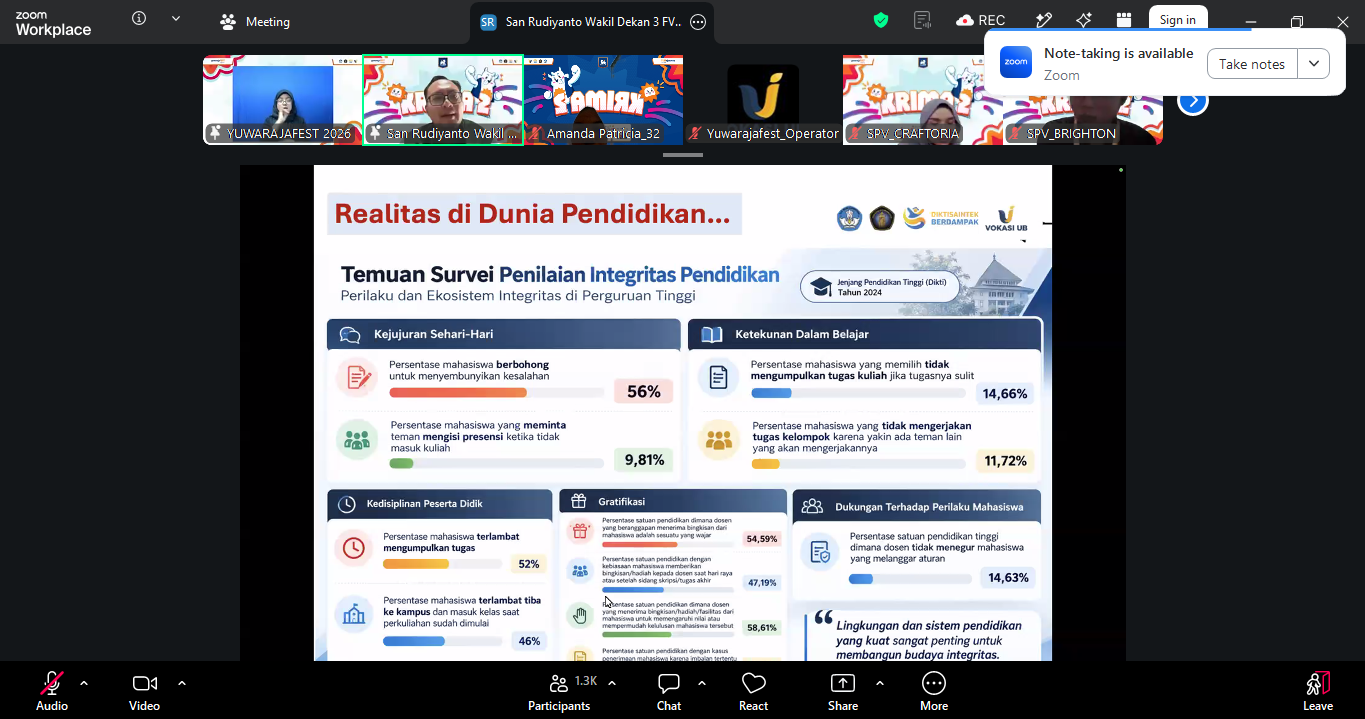 zoom
Workplace
Meeting
SR San Rudiyanto Wakil Dekan 3 FV...
REC
Sign in
Note-taking is available
Zoom
zoom
Take notes
YUWARAJAFEST 2026
San Rudiyanto Wakil ...
Amanda Patricia_32
Yuwarajafest_Operator
SPV_CRAFTORIA
SPV_BRIGHTON
Realitas di Dunia Pendidikan...
DIKTISAINTEK
BERDAMPAK
VOKASI UB
Temuan Survei Penilaian Integritas Pendidikan
Perilaku dan Ekosistem Integritas di Perguruan Tinggi
Jenjang Pendidikan Tinggi (Dikti)
Tahun 2024
Kejujuran Sehari-Hari
Persentase mahasiswa berbohong
untuk menyembunyikan kesalahan
56%
Persentase mahasiswa yang meminta
teman mengisi presensi ketika tidak
masuk kuliah
9,81%
Ketekunan Dalam Belajar
Persentase mahasiswa yang memilih tidak
mengumpulkan tugas kuliah jika tugasnya sulit
14,66%
Persentase mahasiswa yang tidak mengerjakan
tugas kelompok karena yakin ada teman lain
yang akan mengerjakannya
11,72%
Kedisiplinan Peserta Didik
Persentase mahasiswa terlambat
mengumpulkan tugas
52%
Persentase mahasiswa terlambat tiba
ke kampus dan masuk kelas saat
perkuliahan sudah dimulai
46%
Gratifikasi
Persentase satuan pendidikan dimana dosen
yang beranggapan menerima bingkisan dari
mahasiswa adalah sesuatu yang wajar
54,59%
Persentase satuan pendidikan dengan
kebiasaan mahasiswa memberikan
bingkisan/hadiah kepada dosen saat hari raya
atau setelah sidang skripsi/tugas akhir
47,19%
Persentase satuan pendidikan dimana dosen
yang menerima bingkisan/hadiah/fasilitas dari
mahasiswa untuk memengaruhi nilai atau
mempermudah kelulusan mahasiswa tersebut
58,61%
Persentase satuan pendidikan dengan kasus
penerimaan mahasiswa karena imbalan tertentu
Dukungan Terhadap Perilaku Mahasiswa
Persentase satuan pendidikan tinggi
dimana dosen tidak menegur mahasiswa
yang melanggar aturan
14,63%
“ Lingkungan dan sistem pendidikan
yang kuat sangat penting untuk
membangun budaya integritas.
Audio
Video
1.3K
Participants
Chat
React
Share
More
Leave